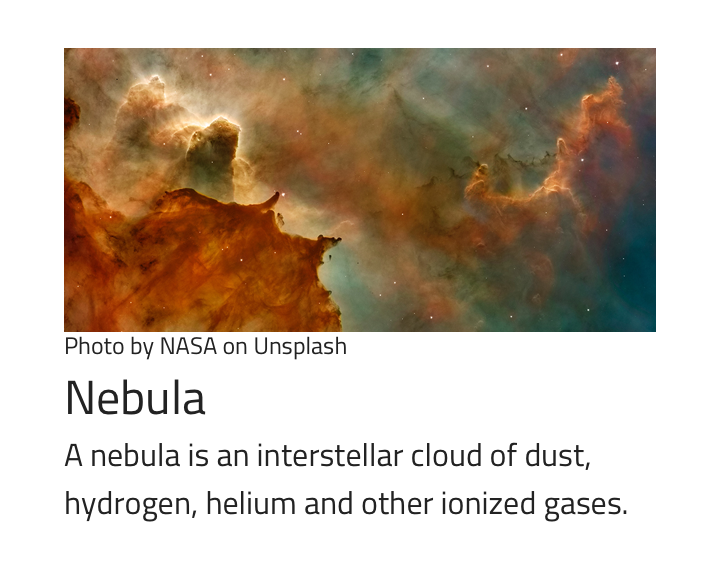 Photo by NASA on Unsplash
Nebula
A nebula is an interstellar cloud of dust,
hydrogen, helium and other ionized gases.